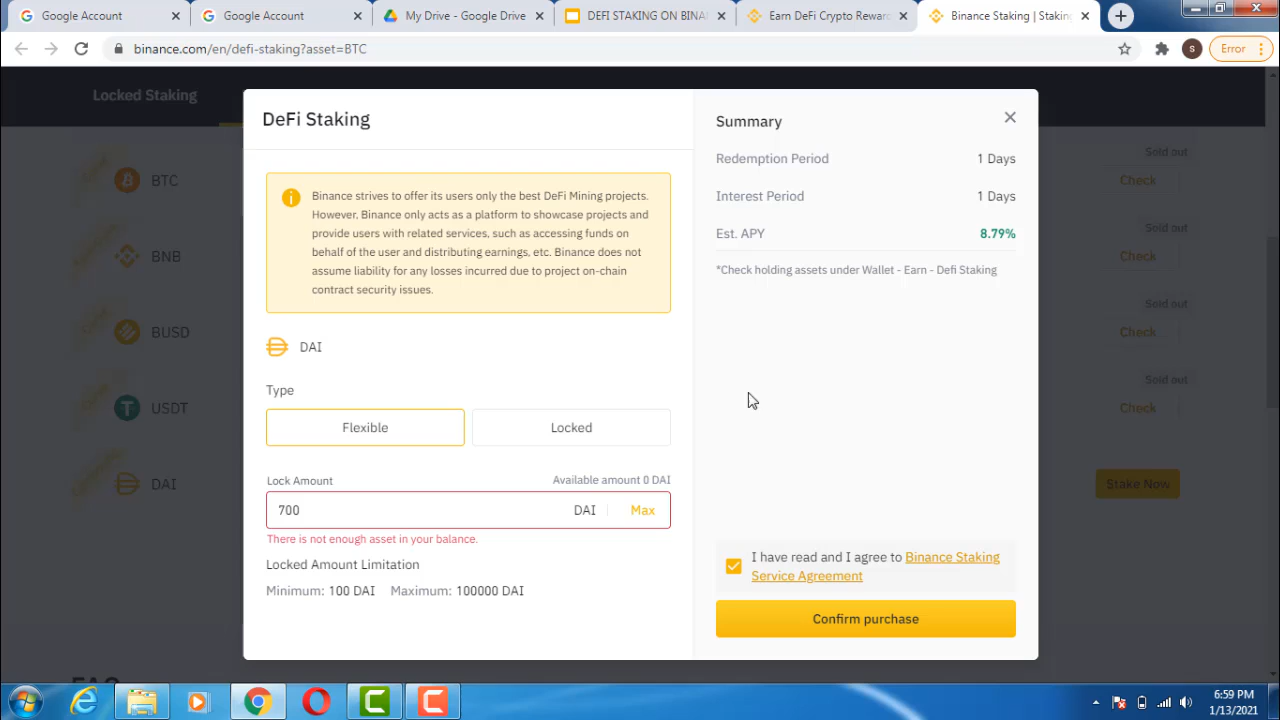 Google Account
Google Account
My Drive - Google Drive
DEFI STAKING ON BINA
Earn DeFi Crypto Reward
Binance Staking | Staking
binance.com/en/defi-staking?asset=BTC
S
Error
Locked Staking
DeFi Staking
Binance strives to offer its users only the best DeFi Mining projects.
However, Binance only acts as a platform to showcase projects and
provide users with related services, such as accessing funds on
behalf of the user and distributing earnings, etc. Binance does not
assume liability for any losses incurred due to project on-chain
contract security issues.
DAI
Type
Flexible
Locked
Lock Amount
Available amount 0 DAI
700
DAI
Max
There is not enough asset in your balance.
Locked Amount Limitation
Minimum: 100 DAI Maximum: 100000 DAI
Summary
Redemption Period 1 Days
Interest Period 1 Days
Est. APY 8.79%
*Check holding assets under Wallet - Earn - Defi Staking
I have read and I agree to Binance Staking
Service Agreement
Confirm purchase
BTC
Sold out
Check
BNB
Sold out
Check
BUSD
Sold out
Check
USDT
Sold out
Check
DAI
Stake Now
FAQ
6:59 PM
1/13/2021